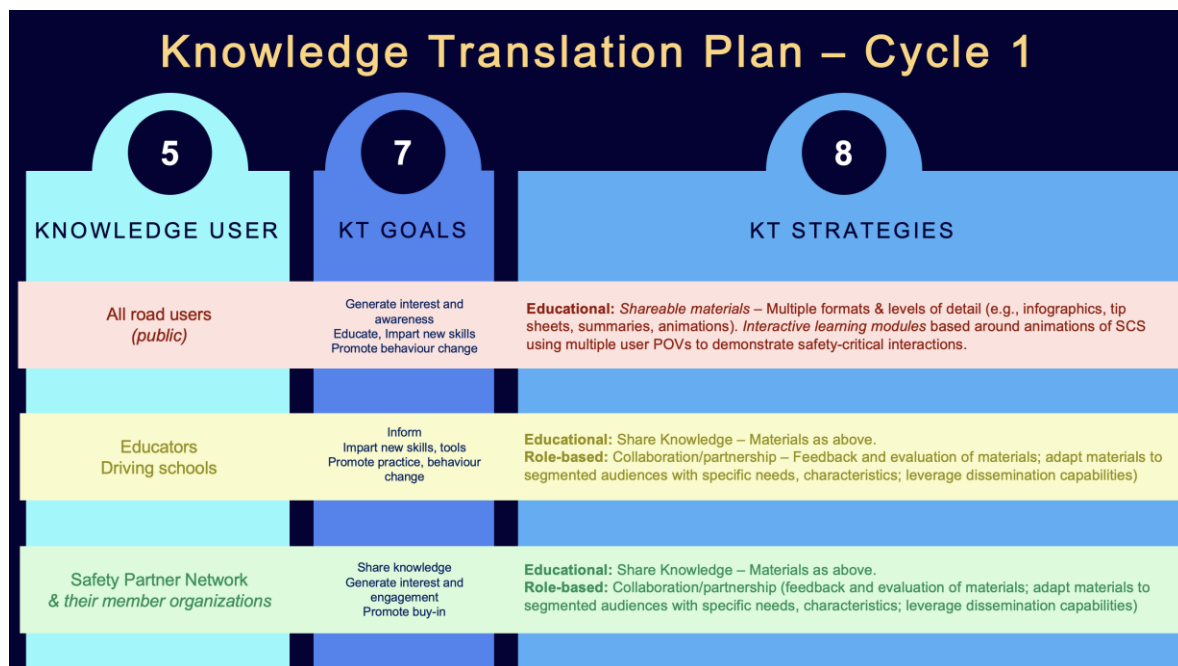 Knowledge Translation Plan – Cycle 1
5
7
8
KNOWLEDGE USER
KT GOALS
KT STRATEGIES
All road users
(public)
Generate interest and
awareness
Educate, Impart new skills
Promote behaviour change
Educational: Shareable materials – Multiple formats & levels of detail (e.g., infographics, tip
sheets, summaries, animations). Interactive learning modules based around animations of SCS
using multiple user POVs to demonstrate safety-critical interactions.
Educators
Driving schools
Inform
Impart new skills, tools
Promote practice, behaviour
change
Educational: Share Knowledge – Materials as above.
Role-based: Collaboration/partnership – Feedback and evaluation of materials; adapt materials to
segmented audiences with specific needs, characteristics; leverage dissemination capabilities)
Safety Partner Network
& their member organizations
Share knowledge
Generate interest and
engagement
Promote buy-in
Educational: Share Knowledge – Materials as above.
Role-based: Collaboration/partnership (feedback and evaluation of materials; adapt materials to
segmented audiences with specific needs, characteristics; leverage dissemination capabilities)